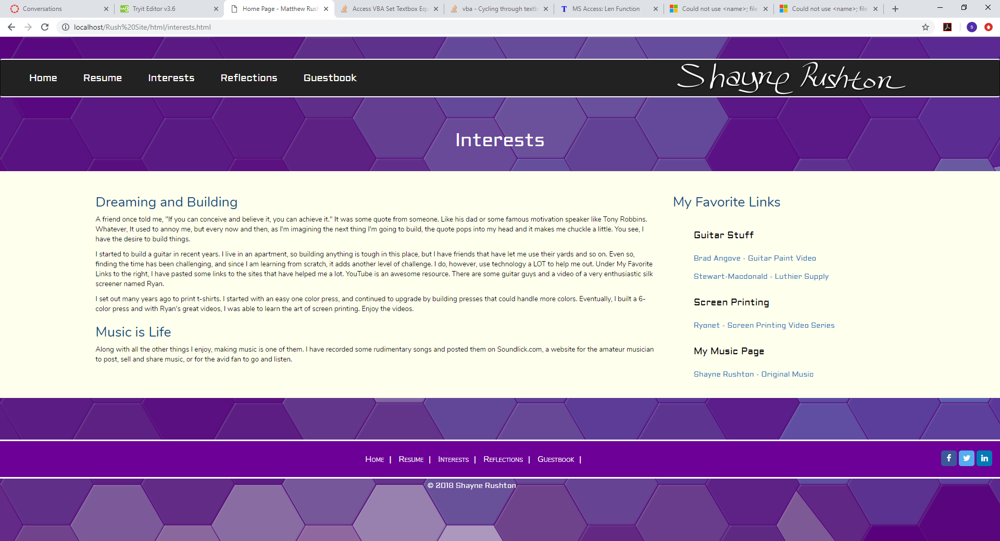 Conversations
Tryit Editor v3.6
Home Page - Matthew Rush
Access VBA Set Textbox Equ
vba - Cycling through textb
MS Access: Len Function
Could not use <name>; file
Could not use <name>; file
localhost/Rush%20Site/html/interests.html
S
Home Resume Interests Reflections Guestbook
Shayne Rushton
Interests
Dreaming and Building
A friend once told me, "If you can conceive and believe it, you can achieve it." It was some quote from someone. Like his dad or some famous motivation speaker like Tony Robbins.
Whatever, It used to annoy me, but every now and then, as I'm imagining the next thing I'm going to build, the quote pops into my head and it makes me chuckle a little. You see, I
have the desire to build things.
I started to build a guitar in recent years. I live in an apartment, so building anything is tough in this place, but I have friends that have let me use their yards and so on. Even so,
finding the time has been challenging, and since I am learning from scratch, it adds another level of challenge. I do, however, use technology a LOT to help me out. Under My Favorite
Links to the right, I have pasted some links to the sites that have helped me a lot. YouTube is an awesome resource. There are some guitar guys and a video of a very enthusiastic silk
screener named Ryan.
I set out many years ago to print t-shirts. I started with an easy one color press, and continued to upgrade by building presses that could handle more colors. Eventually, I built a 6-
color press and with Ryan's great videos, I was able to learn the art of screen printing. Enjoy the videos.
Music is Life
Along with all the other things I enjoy, making music is one of them. I have recorded some rudimentary songs and posted them on Soundlick.com, a website for the amateur musician
to post, sell and share music, or for the avid fan to go and listen.
My Favorite Links
Guitar Stuff
Brad Angove - Guitar Paint Video
Stewart-Macdonald - Luthier Supply
Screen Printing
Ryonet - Screen Printing Video Series
My Music Page
Shayne Rushton - Original Music
Home | Resume | Interests | Reflections | Guestbook |
© 2018 Shayne Rushton